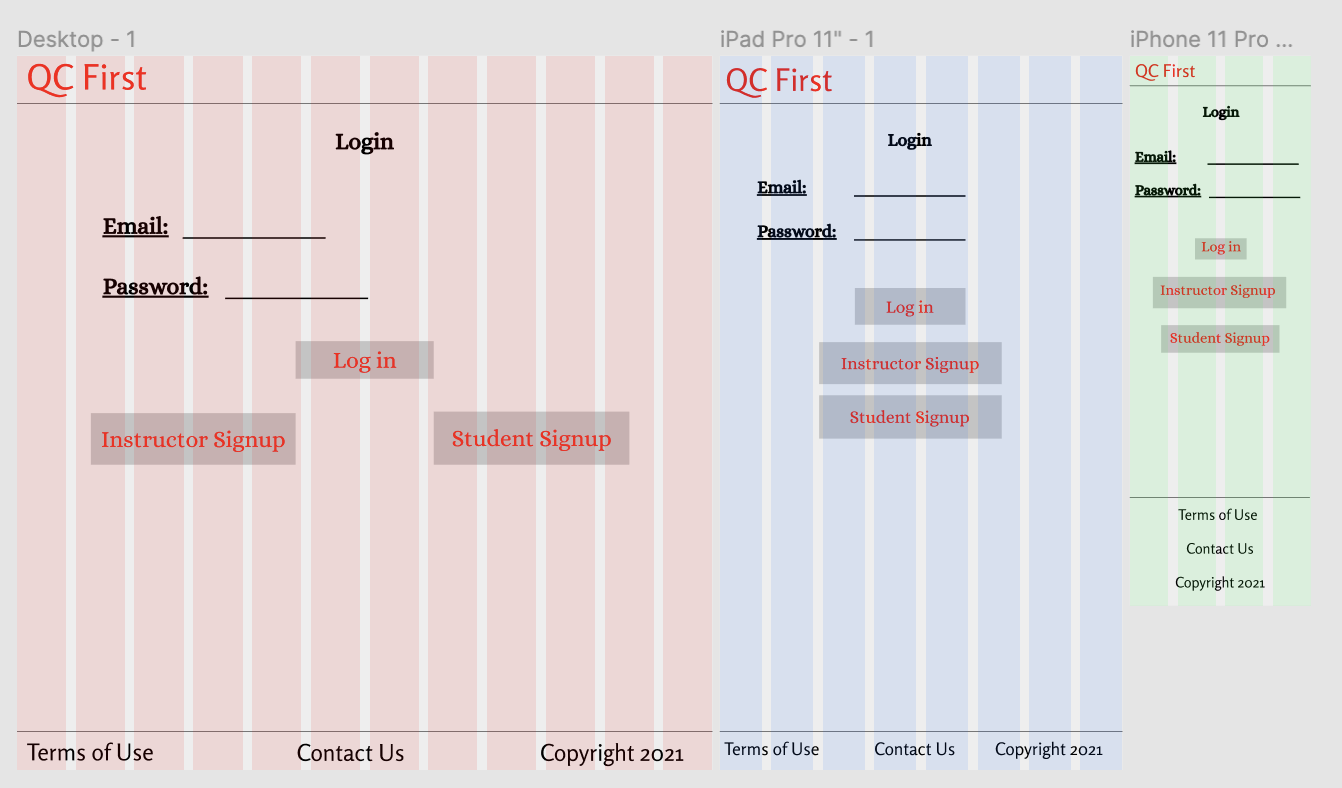 Desktop - 1
QC First
Login
Email:
Password:
Log in
Instructor Signup
Student Signup
Terms of Use
Contact Us
Copyright 2021
iPad Pro 11" - 1
QC First
Login
Email:
Password:
Log in
Instructor Signup
Student Signup
Terms of Use
Contact Us
Copyright 2021
iPhone 11 Pro ...
QC First
Login
Email:
Password:
Log in
Instructor Signup
Student Signup
Terms of Use
Contact Us
Copyright 2021